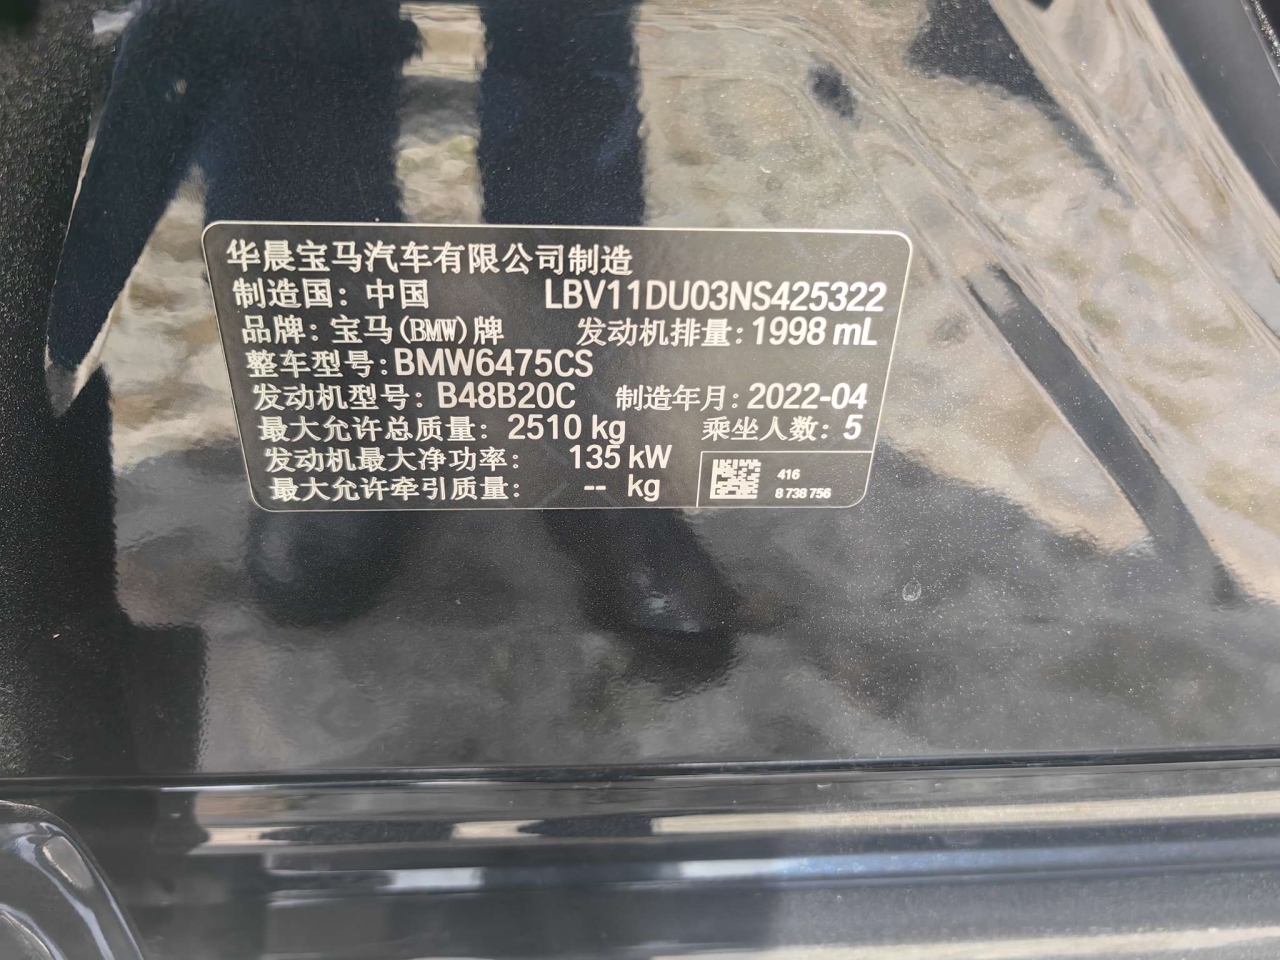 华晨宝马汽车有限公司制造
制造国：中国 LBV11DU03NS425322
品牌：宝马(BMW)牌 发动机排量：1998 mL
整车型号：BMW6475CS
发动机型号：B48B20C 制造年月：2022-04
最大允许总质量：2510 kg 乘坐人数：5
发动机最大净功率：135 kW
最大允许牵引质量：-- kg
416
8 738 756